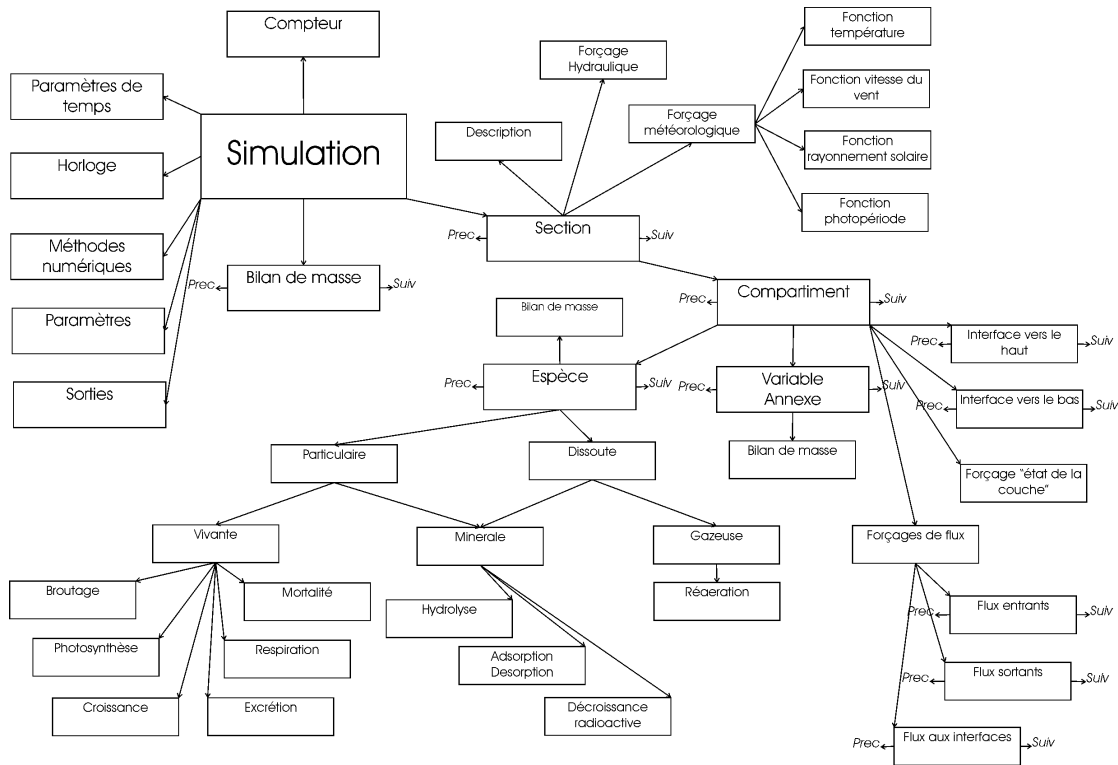 Compteur
Paramètres de
temps
Simulation
Horloge
Méthodes
numériques
Paramètres
Sorties
Prec
Bilan de masse
Suiv
Forçage
Hydraulique
Description
Forçage
météorologique
Fonction
température
Fonction vitesse du
vent
Fonction
rayonnement solaire
Fonction
photopériode
Prec
Section
Suiv
Prec
Compartiment
Suiv
Bilan de masse
Prec
Espèce
Suiv
Prec
Variable
Annexe
Suiv
Bilan de masse
Prec
Interface vers le
haut
Suiv
Prec
Interface vers le bas
Suiv
Forçage "état de la
couche"
Forçages de flux
Prec
Flux entrants
Suiv
Prec
Flux sortants
Suiv
Prec
Flux aux interfaces
Suiv
Particulaire
Dissoute
Vivante
Minerale
Gazeuse
Broutage
Mortalité
Photosynthèse
Respiration
Croissance
Excrétion
Hydrolyse
Adsorption
Desorption
Décroissance
radioactive
Réaeration